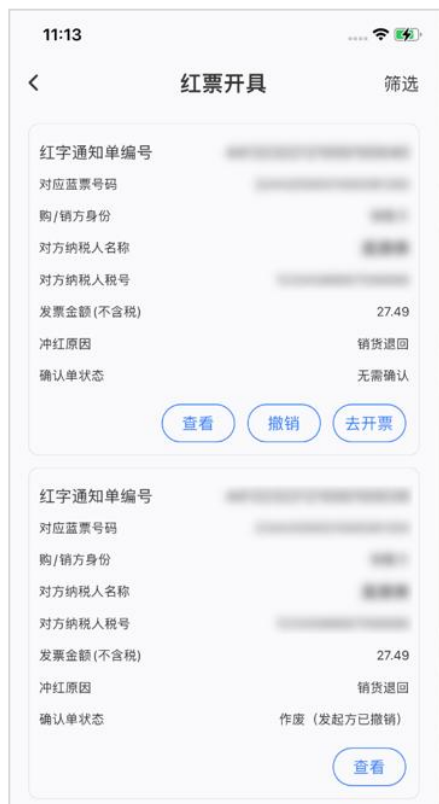 11:13
红票开具
筛选
红字通知单编号
对应蓝票号码
购/销方身份
对方纳税人名称
对方纳税人税号
发票金额(不含税) 27.49
冲红原因 销货退回
确认单状态 无需确认
查看 撤销 去开票
红字通知单编号
对应蓝票号码
购/销方身份
对方纳税人名称
对方纳税人税号
发票金额(不含税) 27.49
冲红原因 销货退回
确认单状态 作废（发起方已撤销）
查看